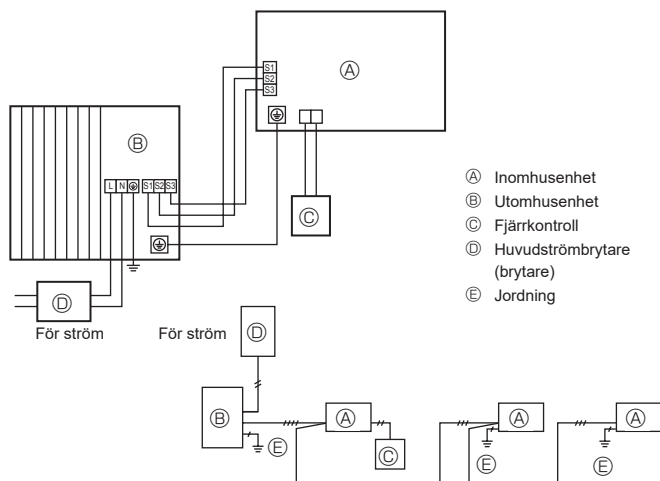 S1
S2
S3
Ⓐ
Ⓑ
L N S1 S2 S3
Ⓒ
Ⓓ
För ström
Ⓐ Inomhusenhet
Ⓑ Utomhusenhet
Ⓒ Fjärrkontroll
Ⓓ Huvudströmbrytare
(brytare)
Ⓔ Jordning
För ström
Ⓓ
Ⓑ
Ⓔ
Ⓐ
Ⓒ
Ⓐ
Ⓔ
Ⓐ
Ⓔ